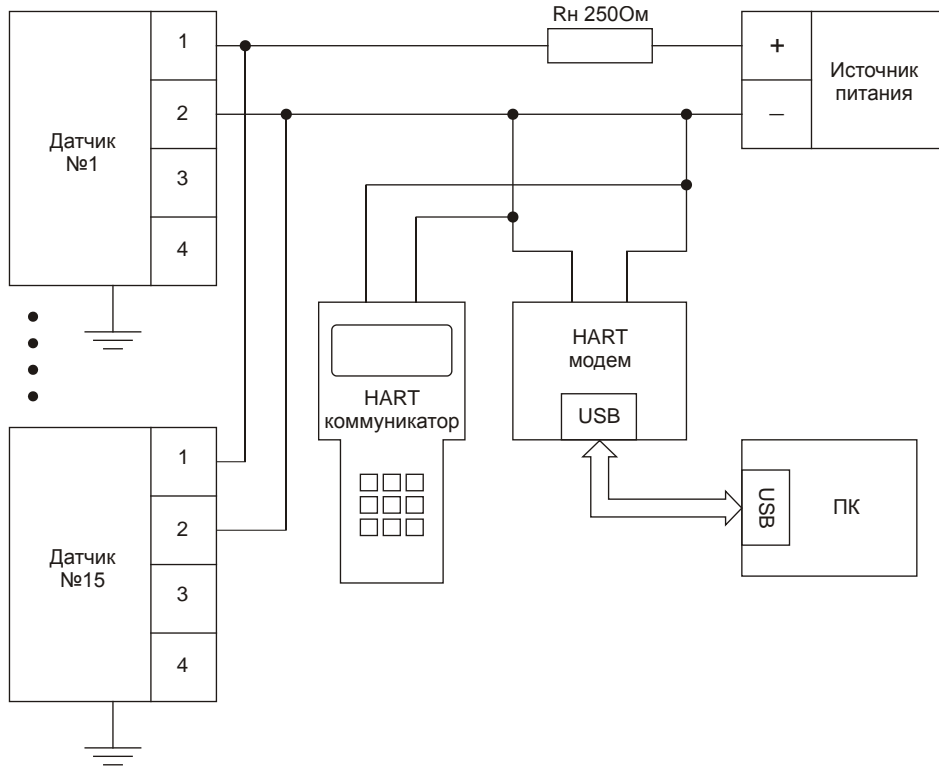 Rн 250Ом
1
2
3
4
Датчик
№1
+
–
Источник
питания
HART
коммуникатор
HART
модем
USB
USB
ПК
1
2
3
4
Датчик
№15